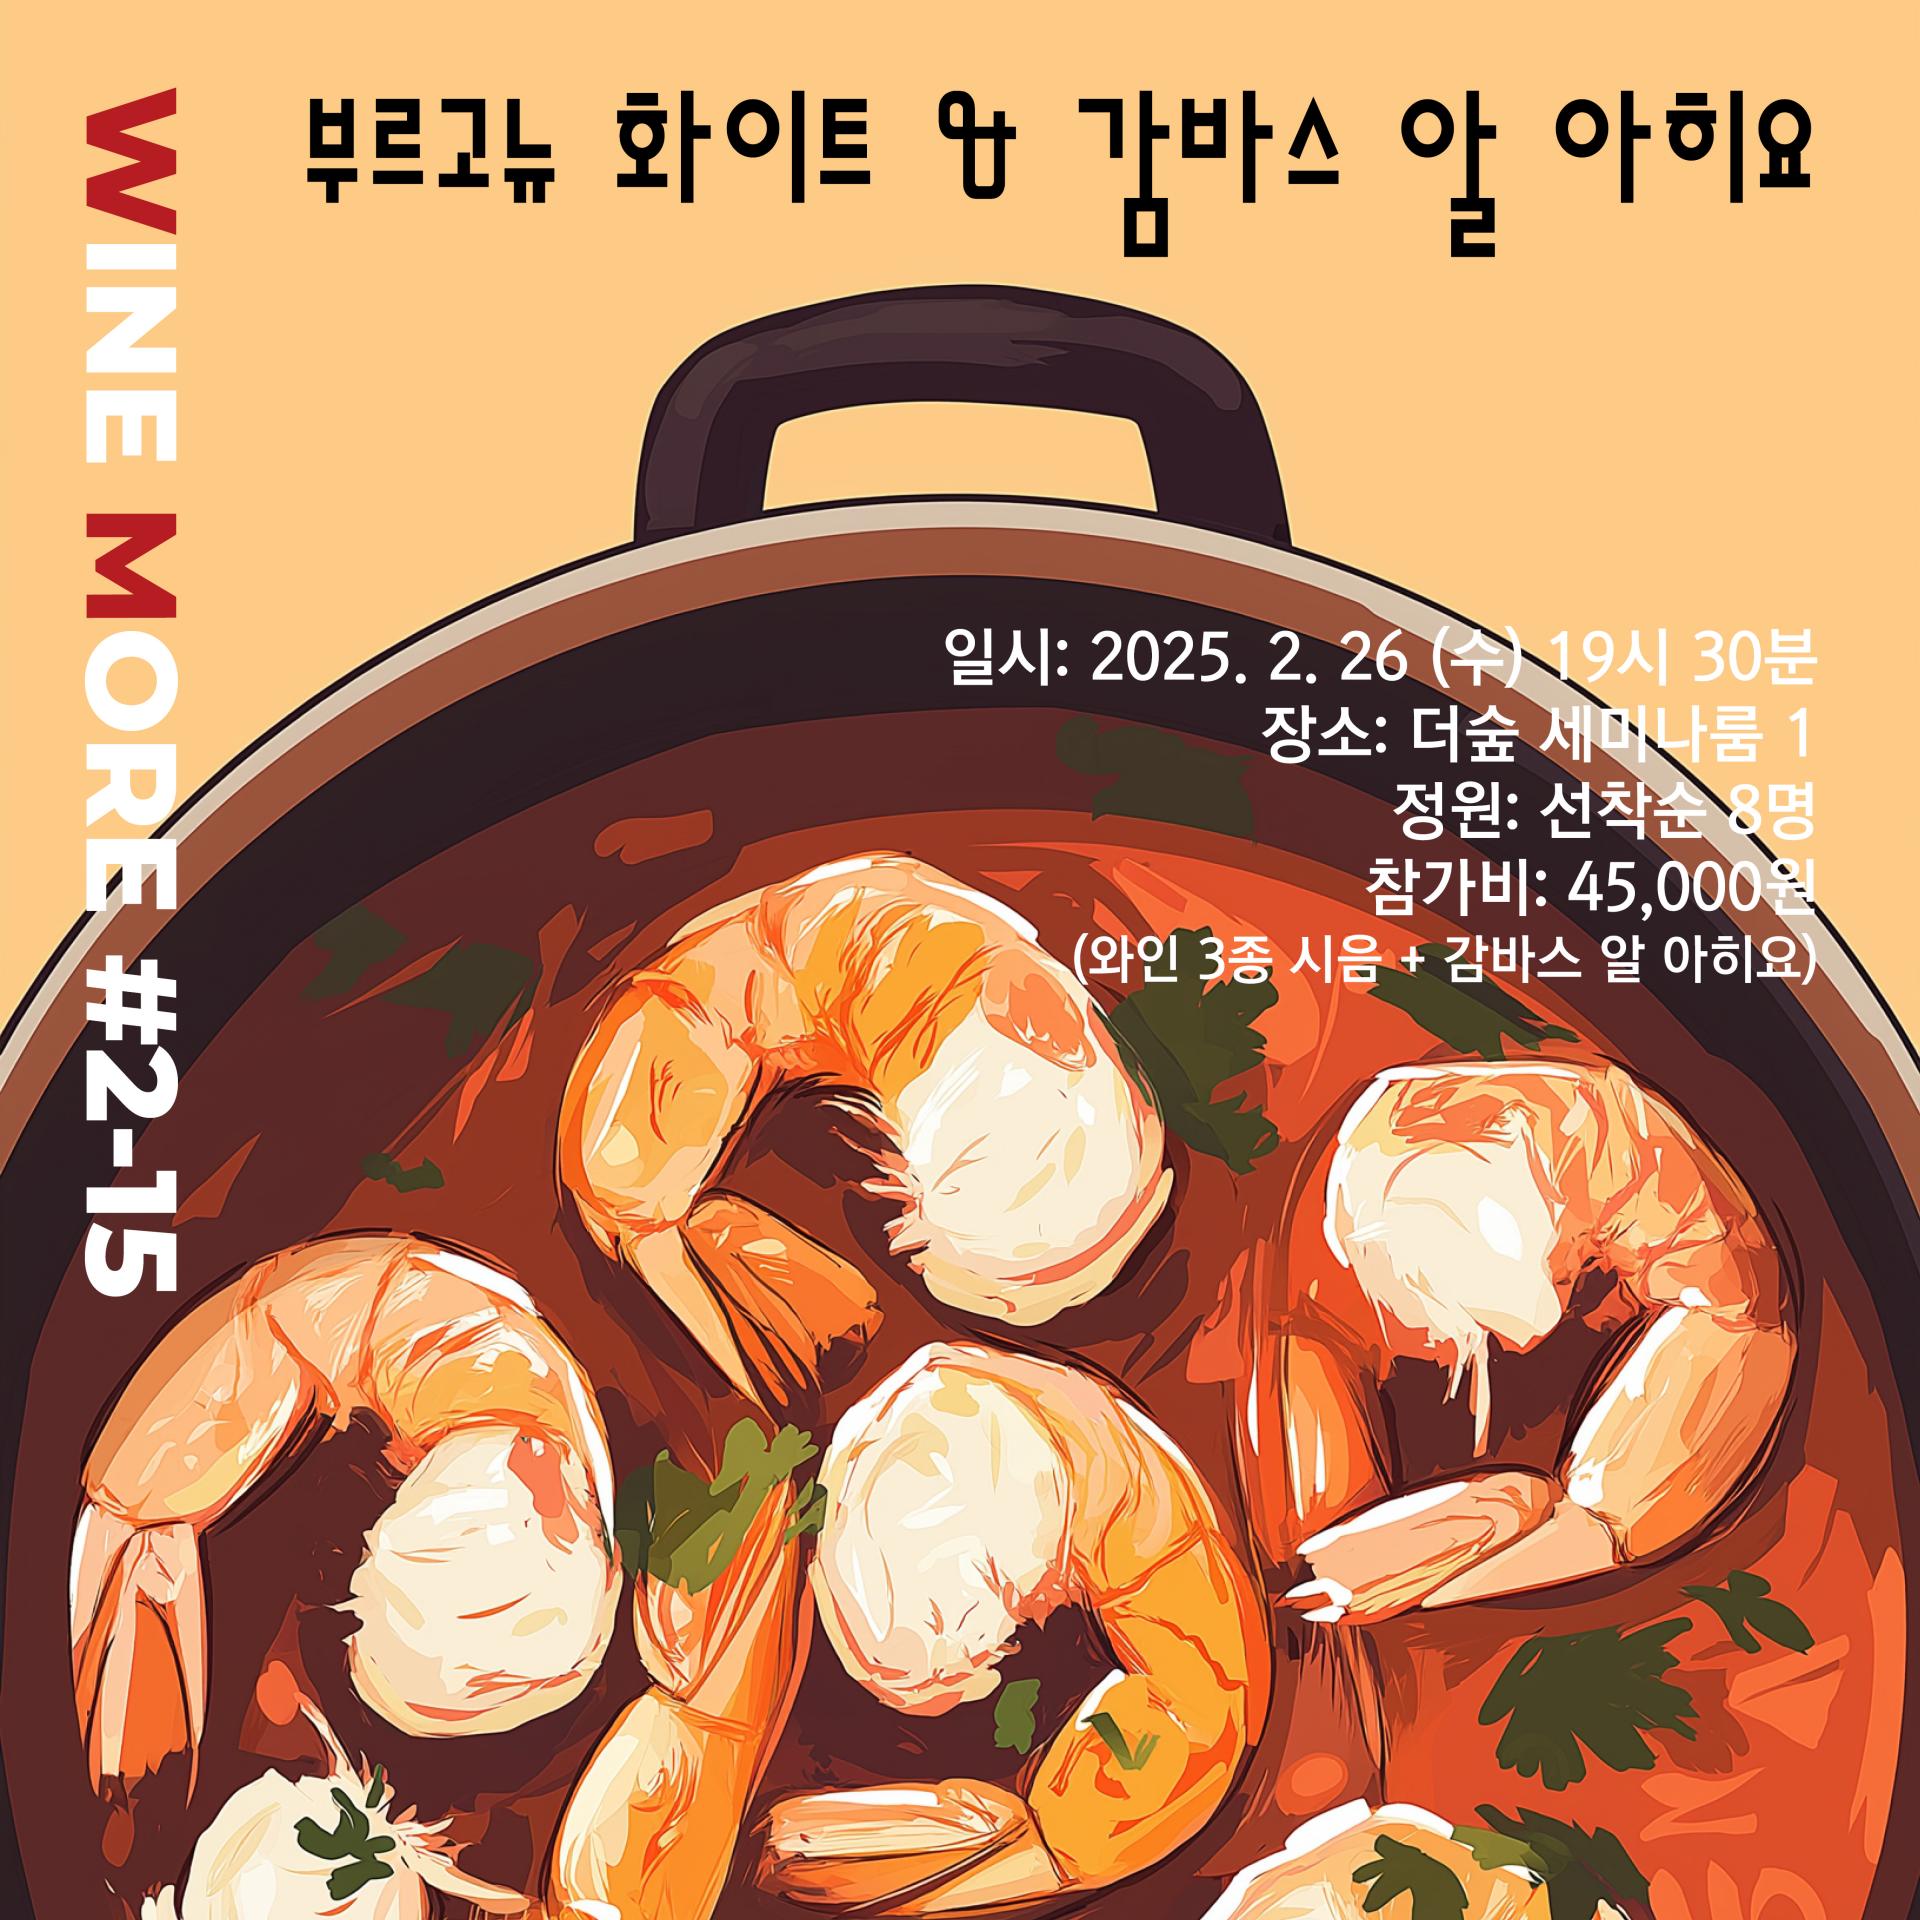 부르고뉴 화이트 & 감바스 알 아히요
WINE MORE #2-15
일시: 2025. 2. 26 (수) 19시 30분
장소: 더숲 세미나룸 1
정원: 선착순 8명
참가비: 45,000원
(와인 3종 시음 + 감바스 알 아히요)